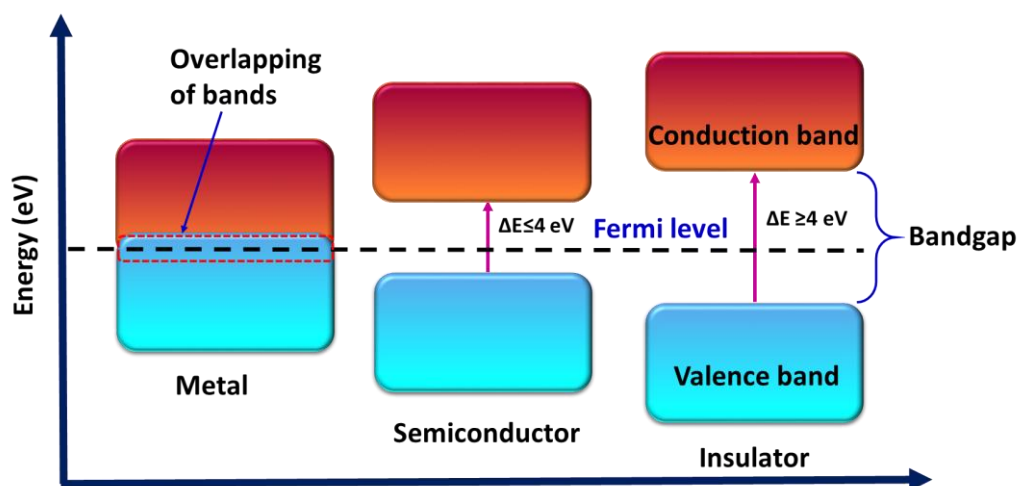 Energy (eV)
Overlapping
of bands
Metal
ΔE≤4 eV
Semiconductor
Fermi level
Conduction band
ΔE ≥4 eV
Valence band
Insulator
Bandgap